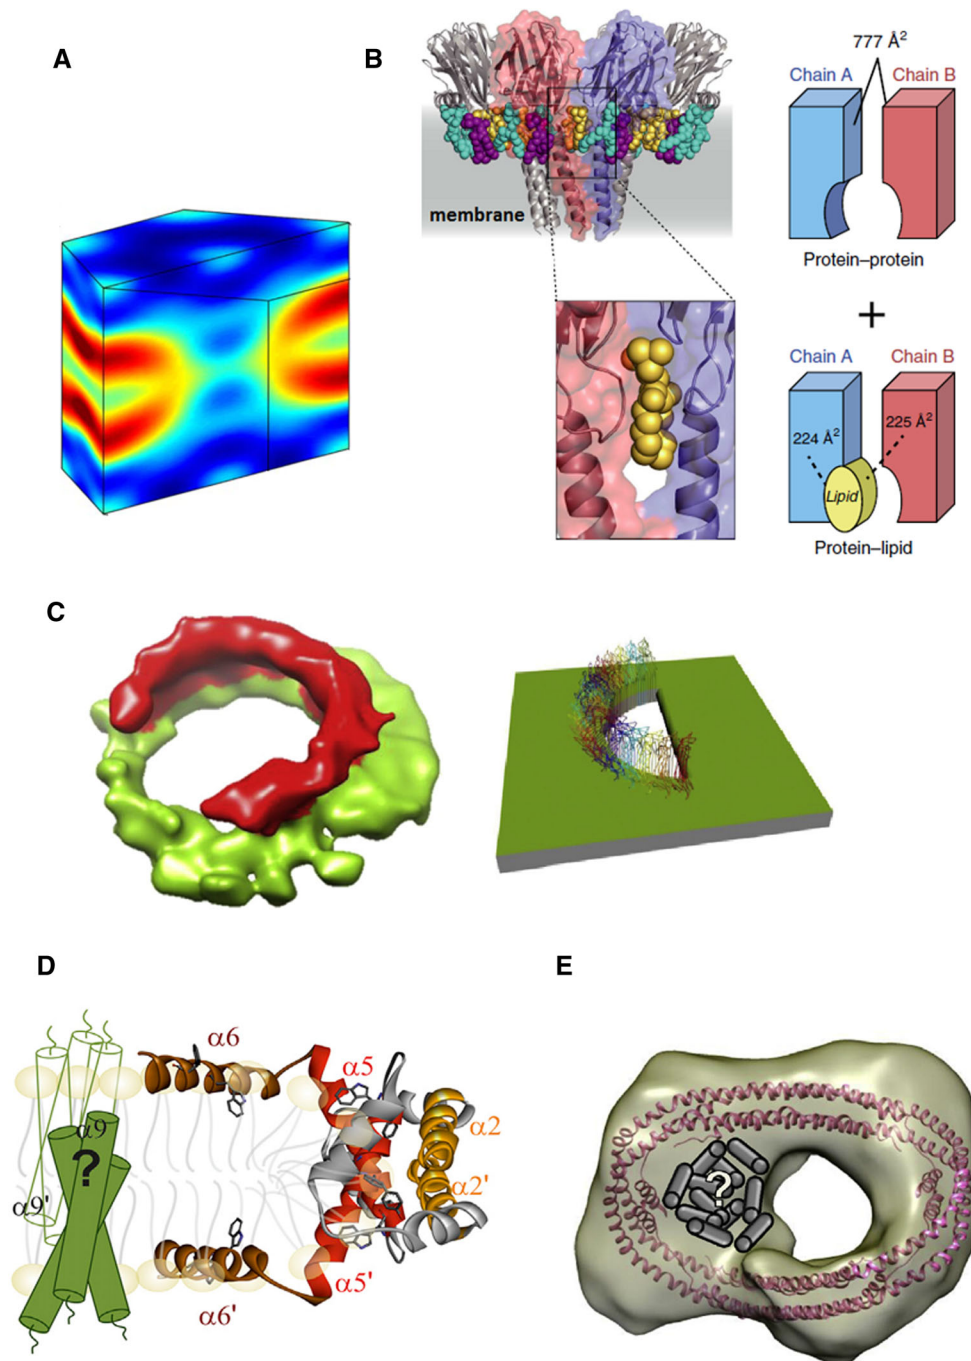 A
B
777 Å²
Chain A
Chain B
membrane
Protein–protein
+
Chain A
Chain B
224 Å²
225 Å²
Lipid
Protein–lipid
C
D
E
α6
α5
α9
?
α2
α2'
α9'
α5'
α6'
?